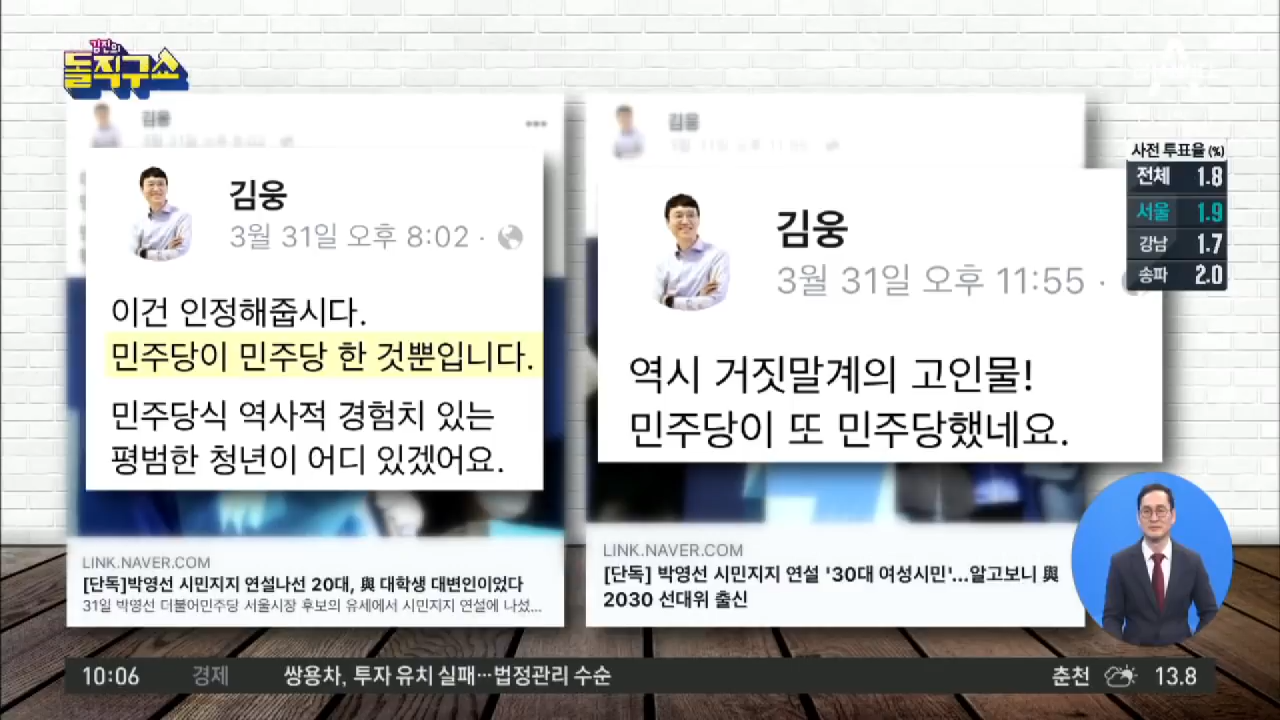 김진의
돌직구쇼
김웅
김웅
사전 투표율 (%)
전체 1.8
서울 1.9
강남 1.7
송파 2.0
김웅
3월 31일 오후 8:02 ·
이건 인정해줍시다.
민주당이 민주당 한 것뿐입니다.
민주당식 역사적 경험치 있는
평범한 청년이 어디 있겠어요.
LINK.NAVER.COM
[단독]박영선 시민지지 연설나선 20대, 與 대학생 대변인이었다
31일 박영선 더불어민주당 서울시장 후보의 유세에서 시민지지 연설에 나섰...
김웅
3월 31일 오후 11:55 ·
역시 거짓말계의 고인물!
민주당이 또 민주당했네요.
LINK.NAVER.COM
[단독] 박영선 시민지지 연설 '30대 여성시민'...알고보니 與
2030 선대위 출신
10:06 경제 쌍용차, 투자 유치 실패…법정관리 수순 춘천 13.8